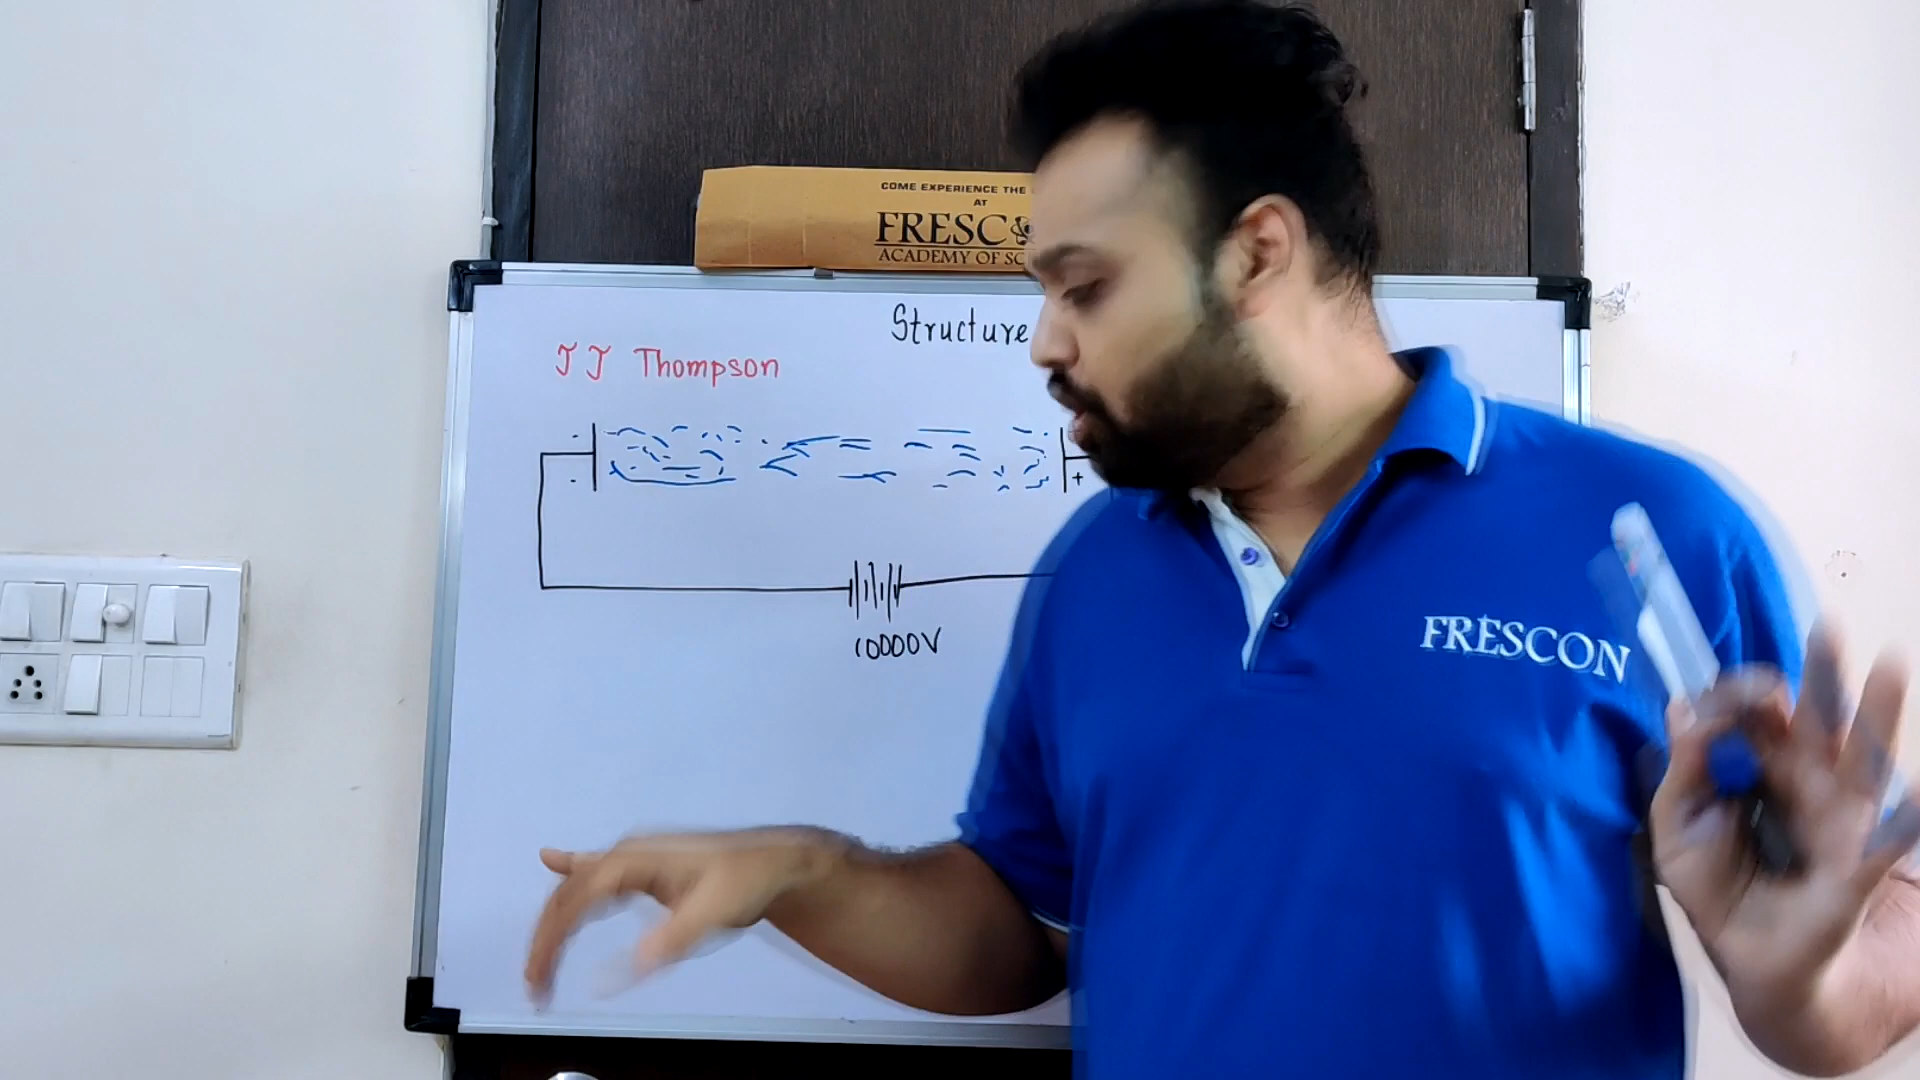 COME EXPERIENCE THE
AT
FRESC
ACADEMY OF SC
Structure
J J Thompson
- -
- +
10000V
FRESCON